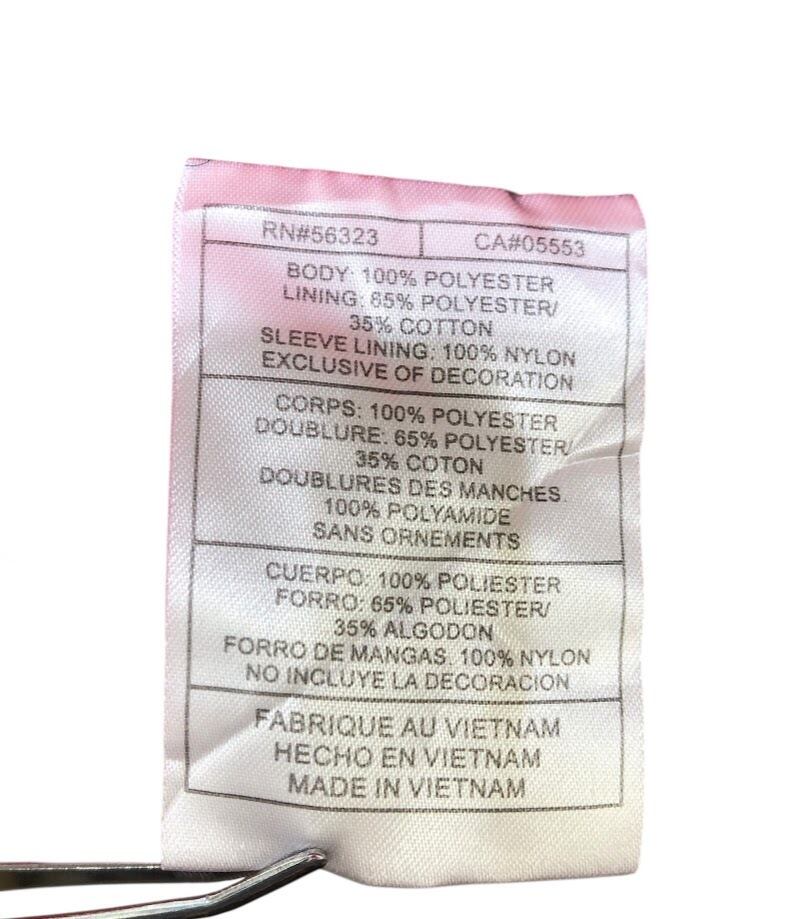 RN#56323 CA#05553
BODY: 100% POLYESTER
LINING: 65% POLYESTER/
35% COTTON
SLEEVE LINING: 100% NYLON
EXCLUSIVE OF DECORATION
CORPS: 100% POLYESTER
DOUBLURE: 65% POLYESTER/
35% COTON
DOUBLURES DES MANCHES:
100% POLYAMIDE
SANS ORNEMENTS
CUERPO: 100% POLIESTER
FORRO: 65% POLIESTER/
35% ALGODON
FORRO DE MANGAS: 100% NYLON
NO INCLUYE LA DECORACION
FABRIQUE AU VIETNAM
HECHO EN VIETNAM
MADE IN VIETNAM